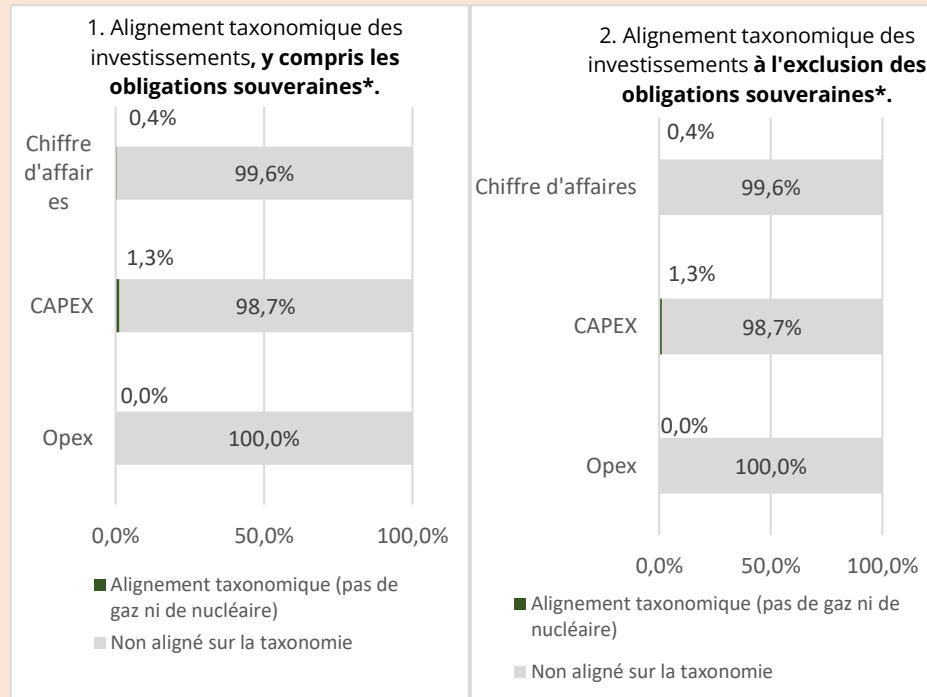 1. Alignement taxonomique des
investissements, y compris les
obligations souveraines*.
0,4%
Chiffre
d'affair
es
99,6%
1,3%
CAPEX
98,7%
0,0%
Opex
100,0%
0,0%
50,0%
100,0%
Alignement taxonomique (pas de
gaz ni de nucléaire)
Non aligné sur la taxonomie
2. Alignement taxonomique des
investissements à l'exclusion des
obligations souveraines*.
0,4%
Chiffre d'affaires
99,6%
1,3%
CAPEX
98,7%
0,0%
Opex
100,0%
0,0%
50,0%
100,0%
Alignement taxonomique (pas de gaz ni de
nucléaire)
Non aligné sur la taxonomie